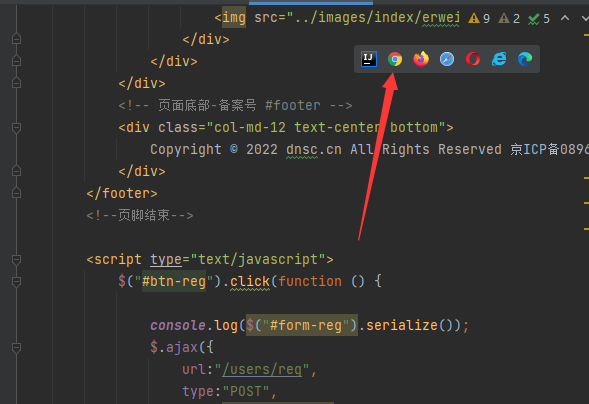 <img src="../images/index/erwei 9 2 5
</div>
</div>
</div>
<!-- 页面底部-备案号 #footer -->
<div class="col-md-12 text-center bottom">
Copyright © 2022 dnsc.cn All Rights Reserved 京ICP备0896
</div>
</footer>
<!--页脚结束-->
<script type="text/javascript">
$("#btn-reg").click(function () {
console.log($("#form-reg").serialize());
$.ajax({
url:"/users/reg",
type:"POST",